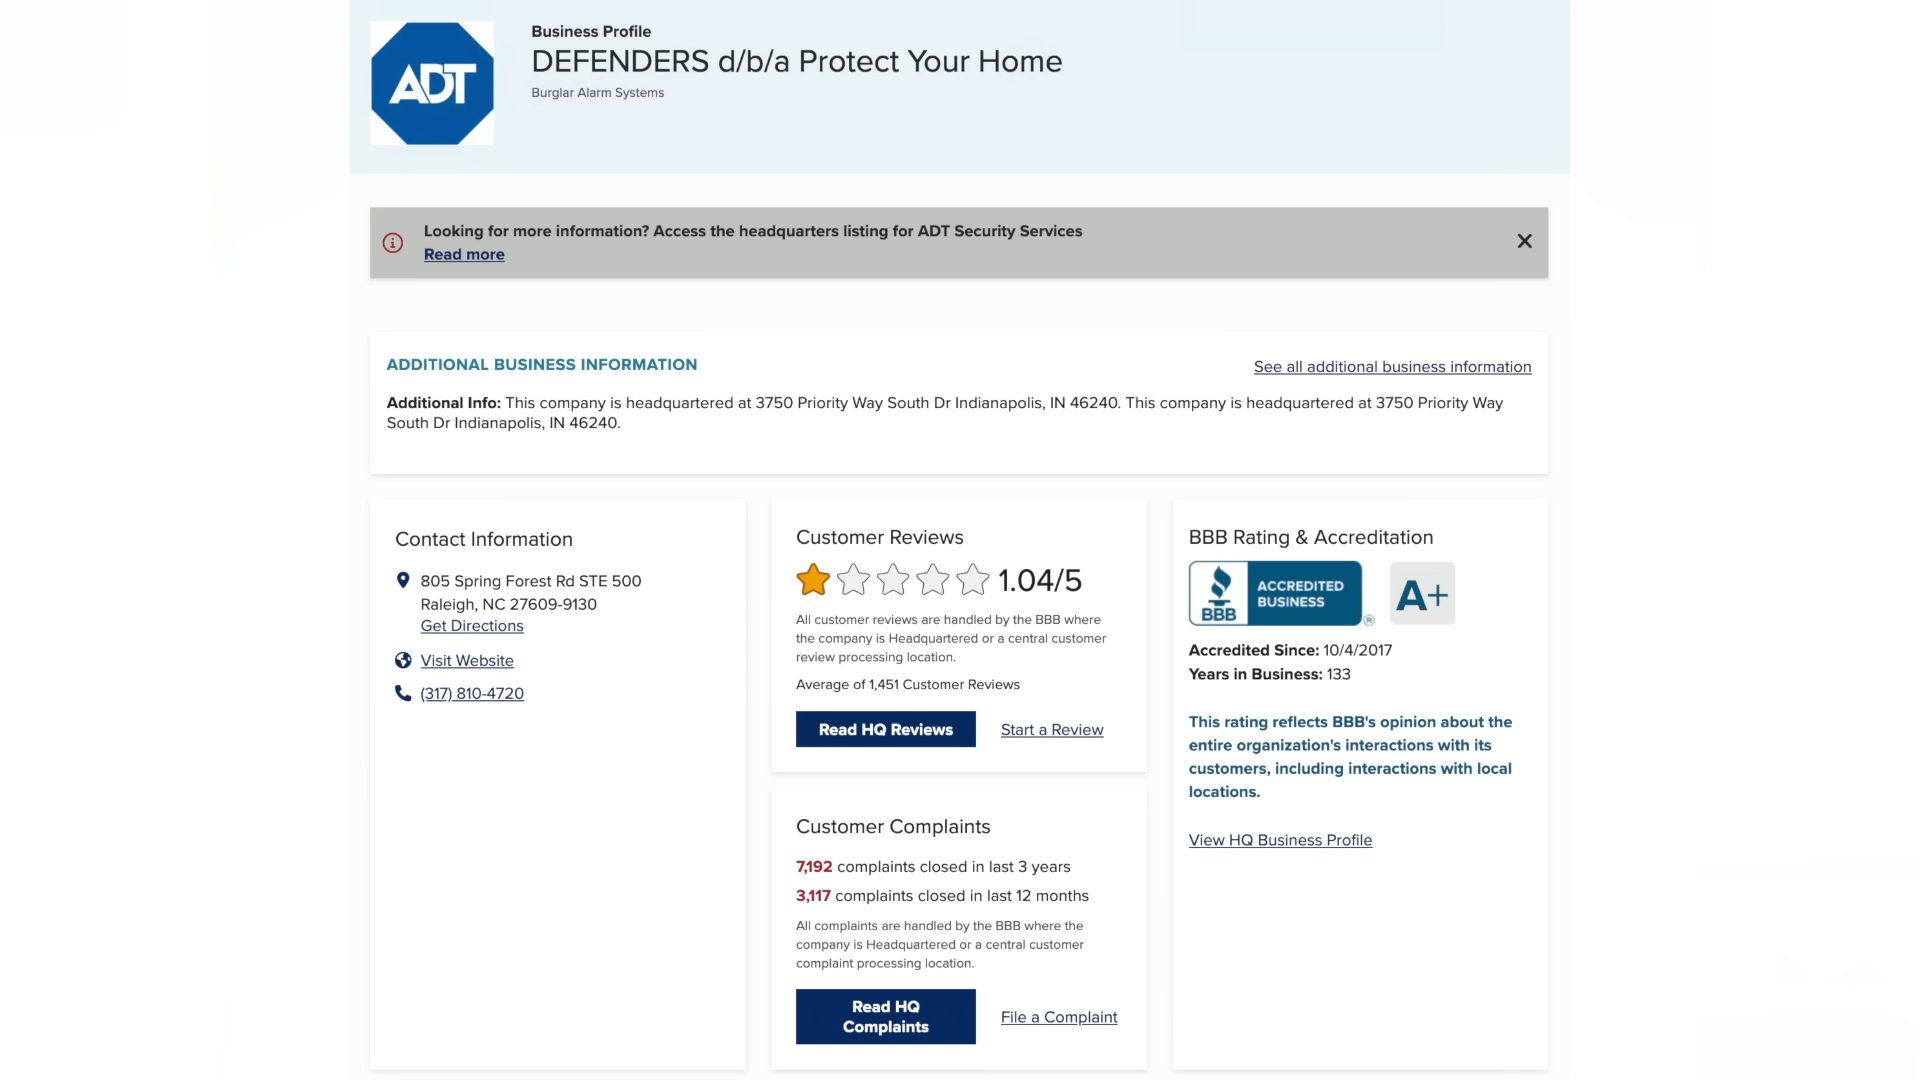 ADT
Business Profile
DEFENDERS d/b/a Protect Your Home
Burglar Alarm Systems
Looking for more information? Access the headquarters listing for ADT Security Services
Read more
ADDITIONAL BUSINESS INFORMATION
See all additional business information
Additional Info: This company is headquartered at 3750 Priority Way South Dr Indianapolis, IN 46240. This company is headquartered at 3750 Priority Way
South Dr Indianapolis, IN 46240.
Contact Information
805 Spring Forest Rd STE 500
Raleigh, NC 27609-9130
Get Directions
Visit Website
(317) 810-4720
Customer Reviews
1.04/5
All customer reviews are handled by the BBB where
the company is Headquartered or a central customer
review processing location.
Average of 1,451 Customer Reviews
Read HQ Reviews
Start a Review
Customer Complaints
7,192 complaints closed in last 3 years
3,117 complaints closed in last 12 months
All complaints are handled by the BBB where the
company is Headquartered or a central customer
complaint processing location.
Read HQ
Complaints
File a Complaint
BBB Rating & Accreditation
BBB
ACCREDITED
BUSINESS
®
A+
Accredited Since: 10/4/2017
Years in Business: 133
This rating reflects BBB's opinion about the
entire organization's interactions with its
customers, including interactions with local
locations.
View HQ Business Profile